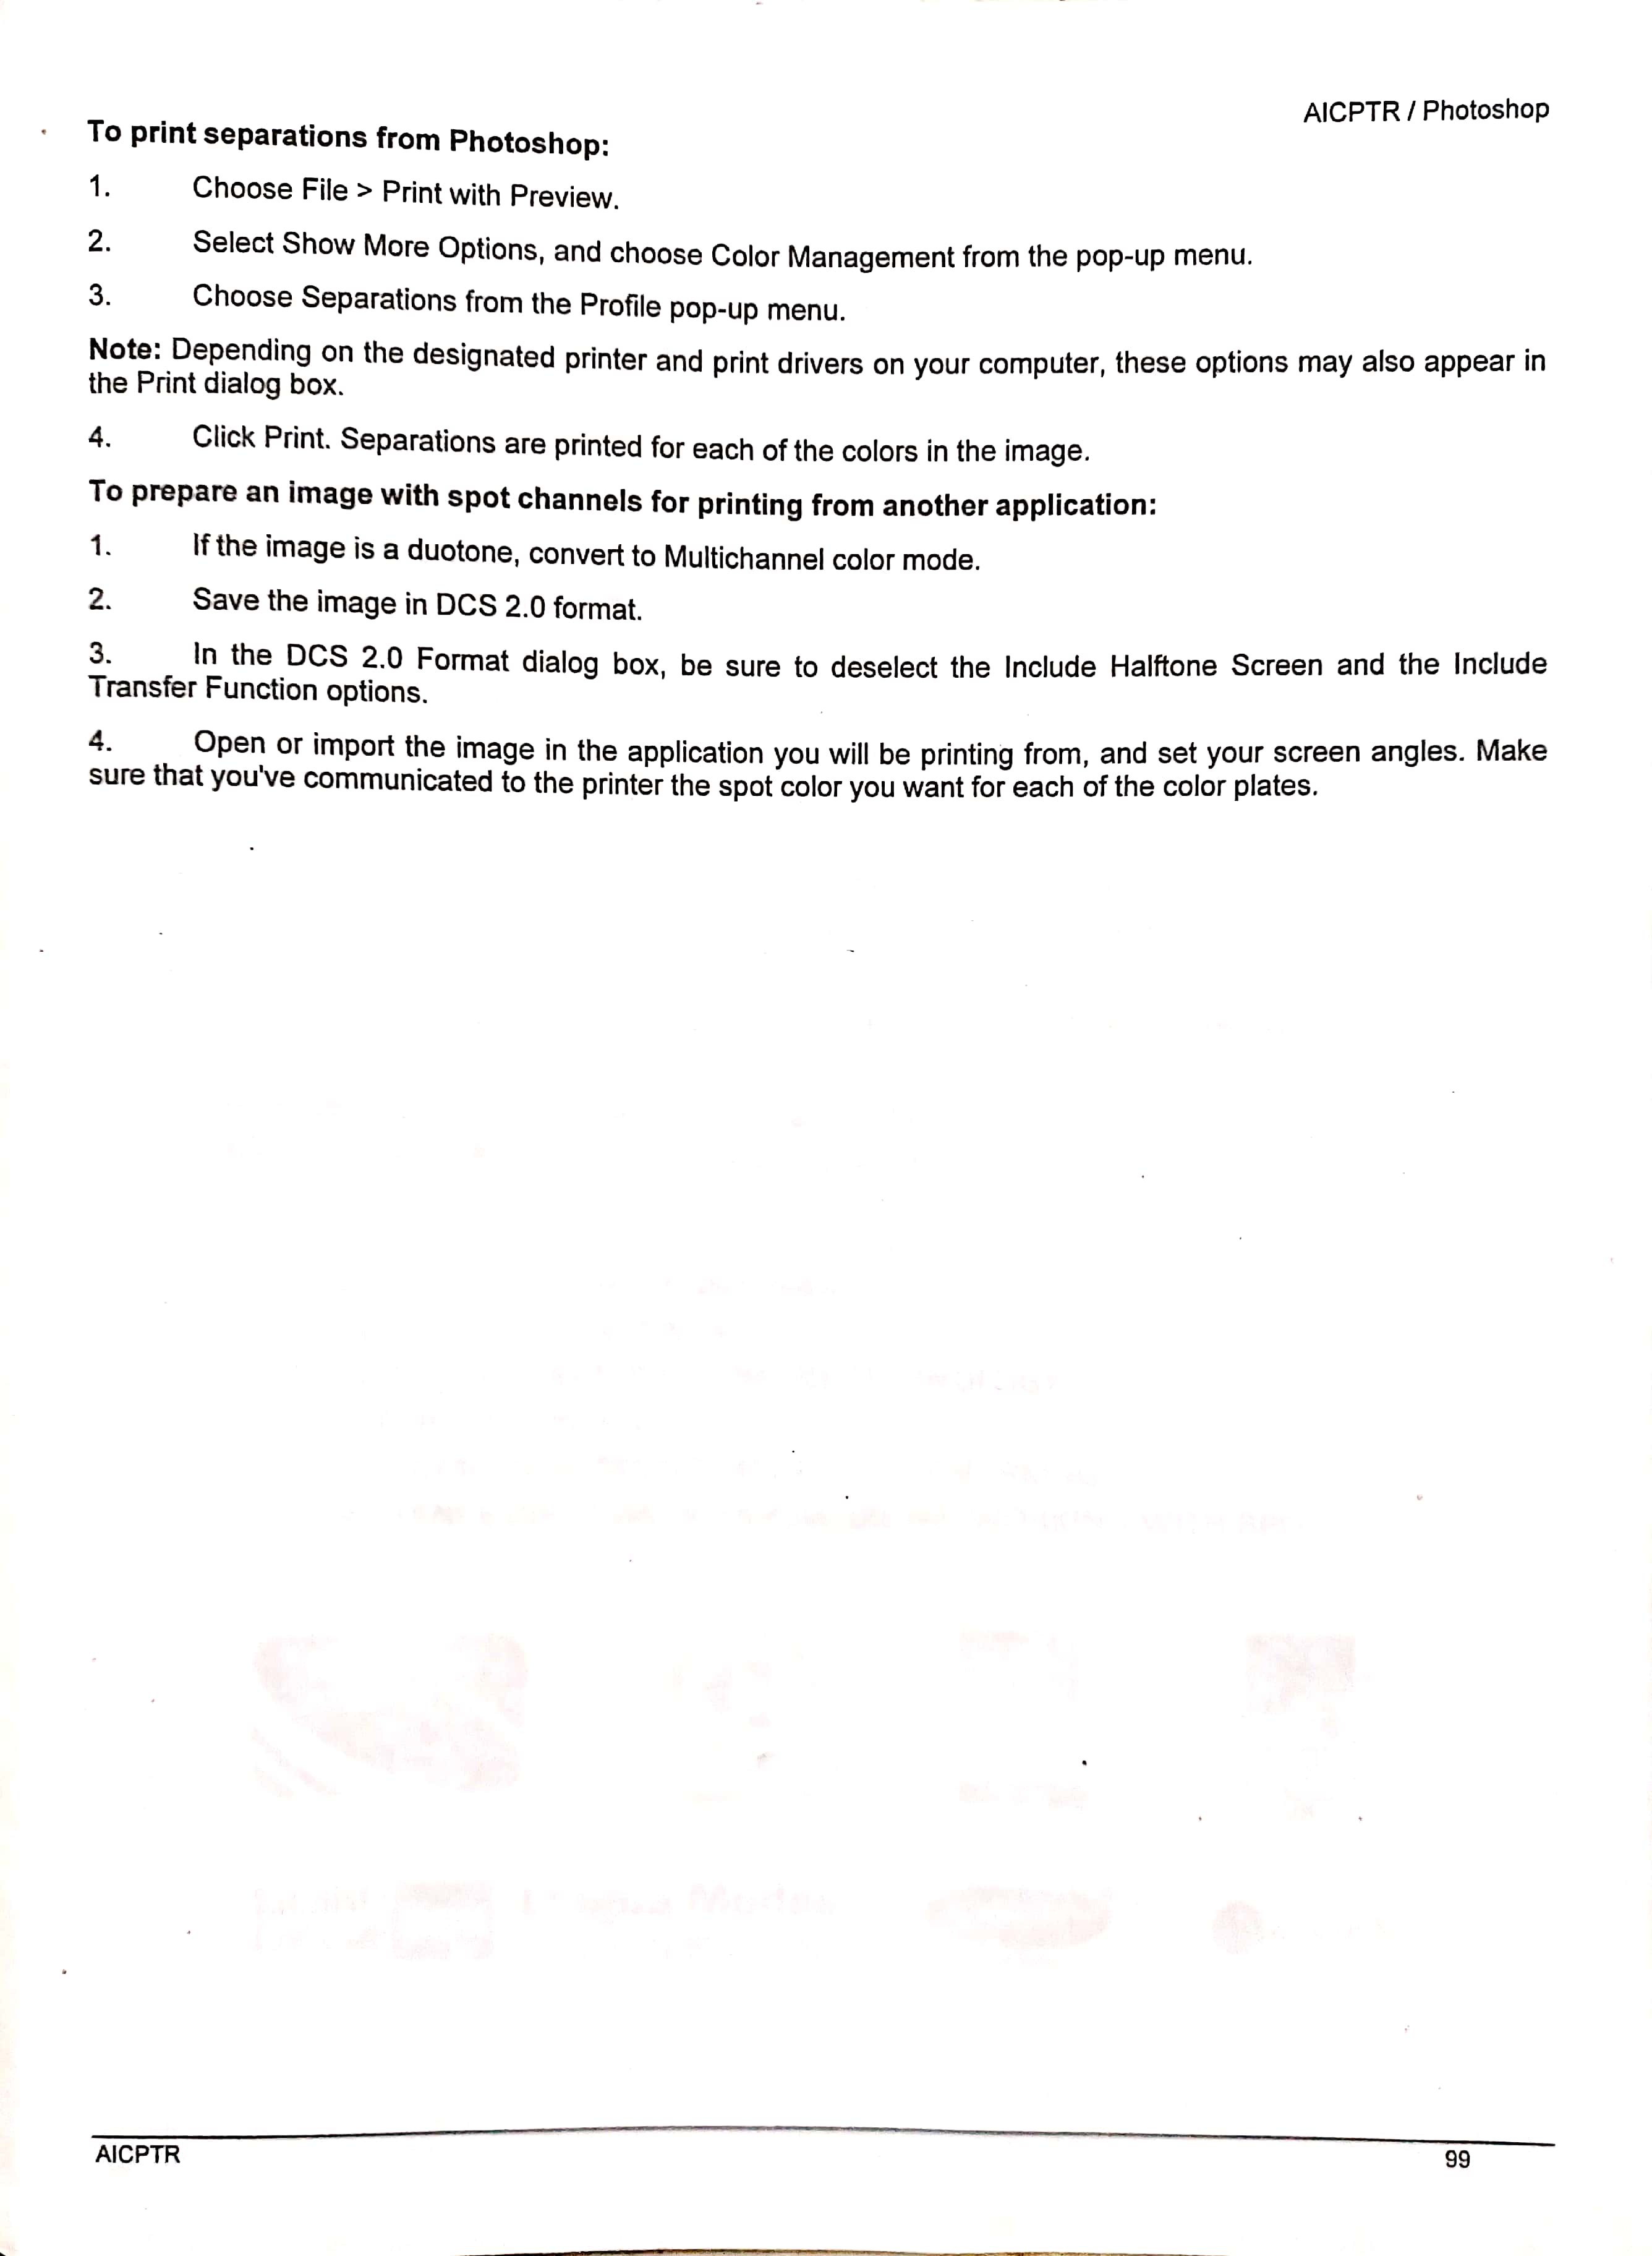 AICPTR / Photoshop
To print separations from Photoshop:
1. Choose File > Print with Preview.
2. Select Show More Options, and choose Color Management from the pop-up menu.
3. Choose Separations from the Profile pop-up menu.
Note: Depending on the designated printer and print drivers on your computer, these options may also appear in
the Print dialog box.
4. Click Print. Separations are printed for each of the colors in the image.
To prepare an image with spot channels for printing from another application:
1. If the image is a duotone, convert to Multichannel color mode.
2. Save the image in DCS 2.0 format.
3. In the DCS 2.0 Format dialog box, be sure to deselect the Include Halftone Screen and the Include
Transfer Function options.
4. Open or import the image in the application you will be printing from, and set your screen angles. Make
sure that you've communicated to the printer the spot color you want for each of the color plates.
AICPTR 99